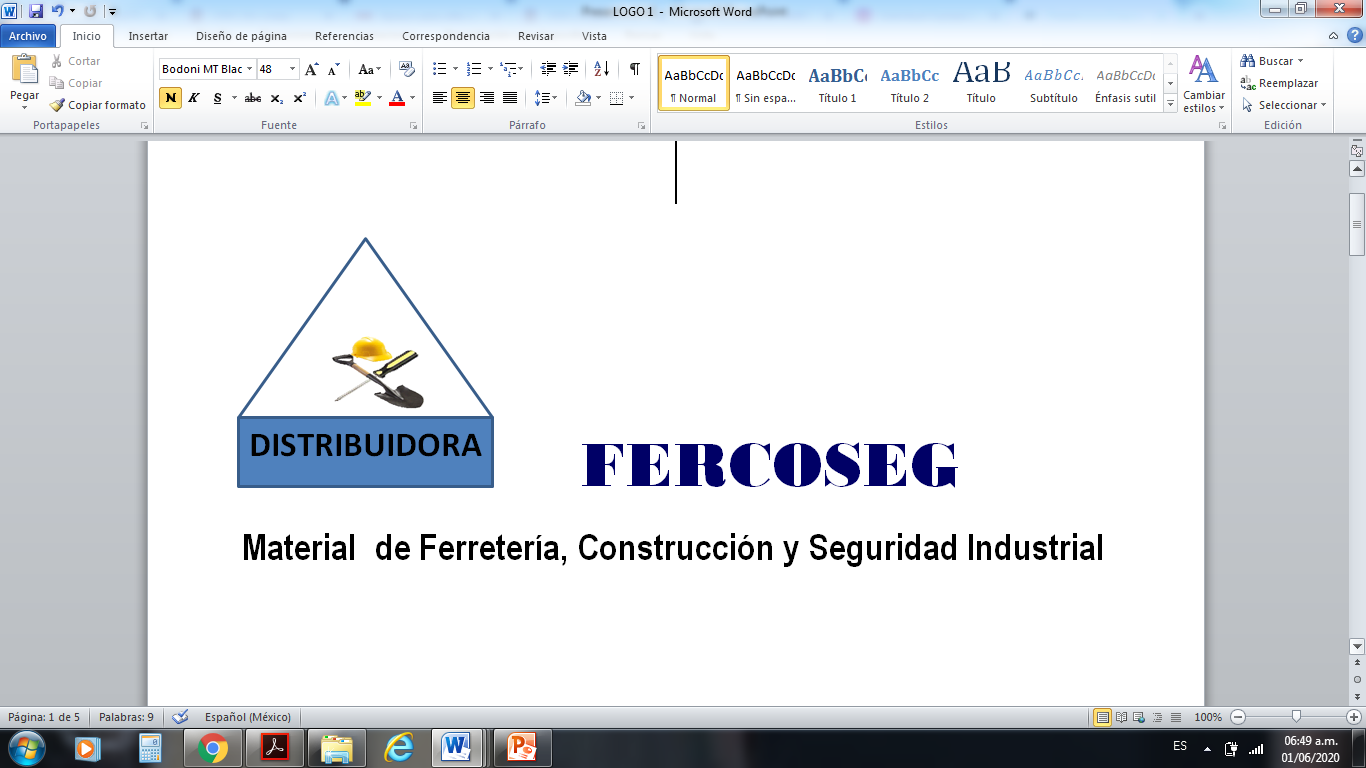 LOGO 1 - Microsoft Word
Archivo Inicio Insertar Diseño de página Referencias Correspondencia Revisar Vista
Pegar
Cortar
Copiar
Copiar formato
Portapapeles
Bodoni MT Blac 48
N K S abc x₂ x²
Fuente
Párrafo
AaBbCcDc AaBbCcDc AaBbCc AaBbCc AaB AaBbCc. AaBbCcDc
¶ Normal ¶ Sin espa... Título 1 Título 2 Título Subtítulo Énfasis sutil
Cambiar estilos
Estilos
Buscar
Reemplazar
Seleccionar
Edición
DISTRIBUIDORA
FERCOSEG
Material de Ferretería, Construcción y Seguridad Industrial
Página: 1 de 5 Palabras: 9 Español (México) 100%
ES 06:49 a.m.
01/06/2020